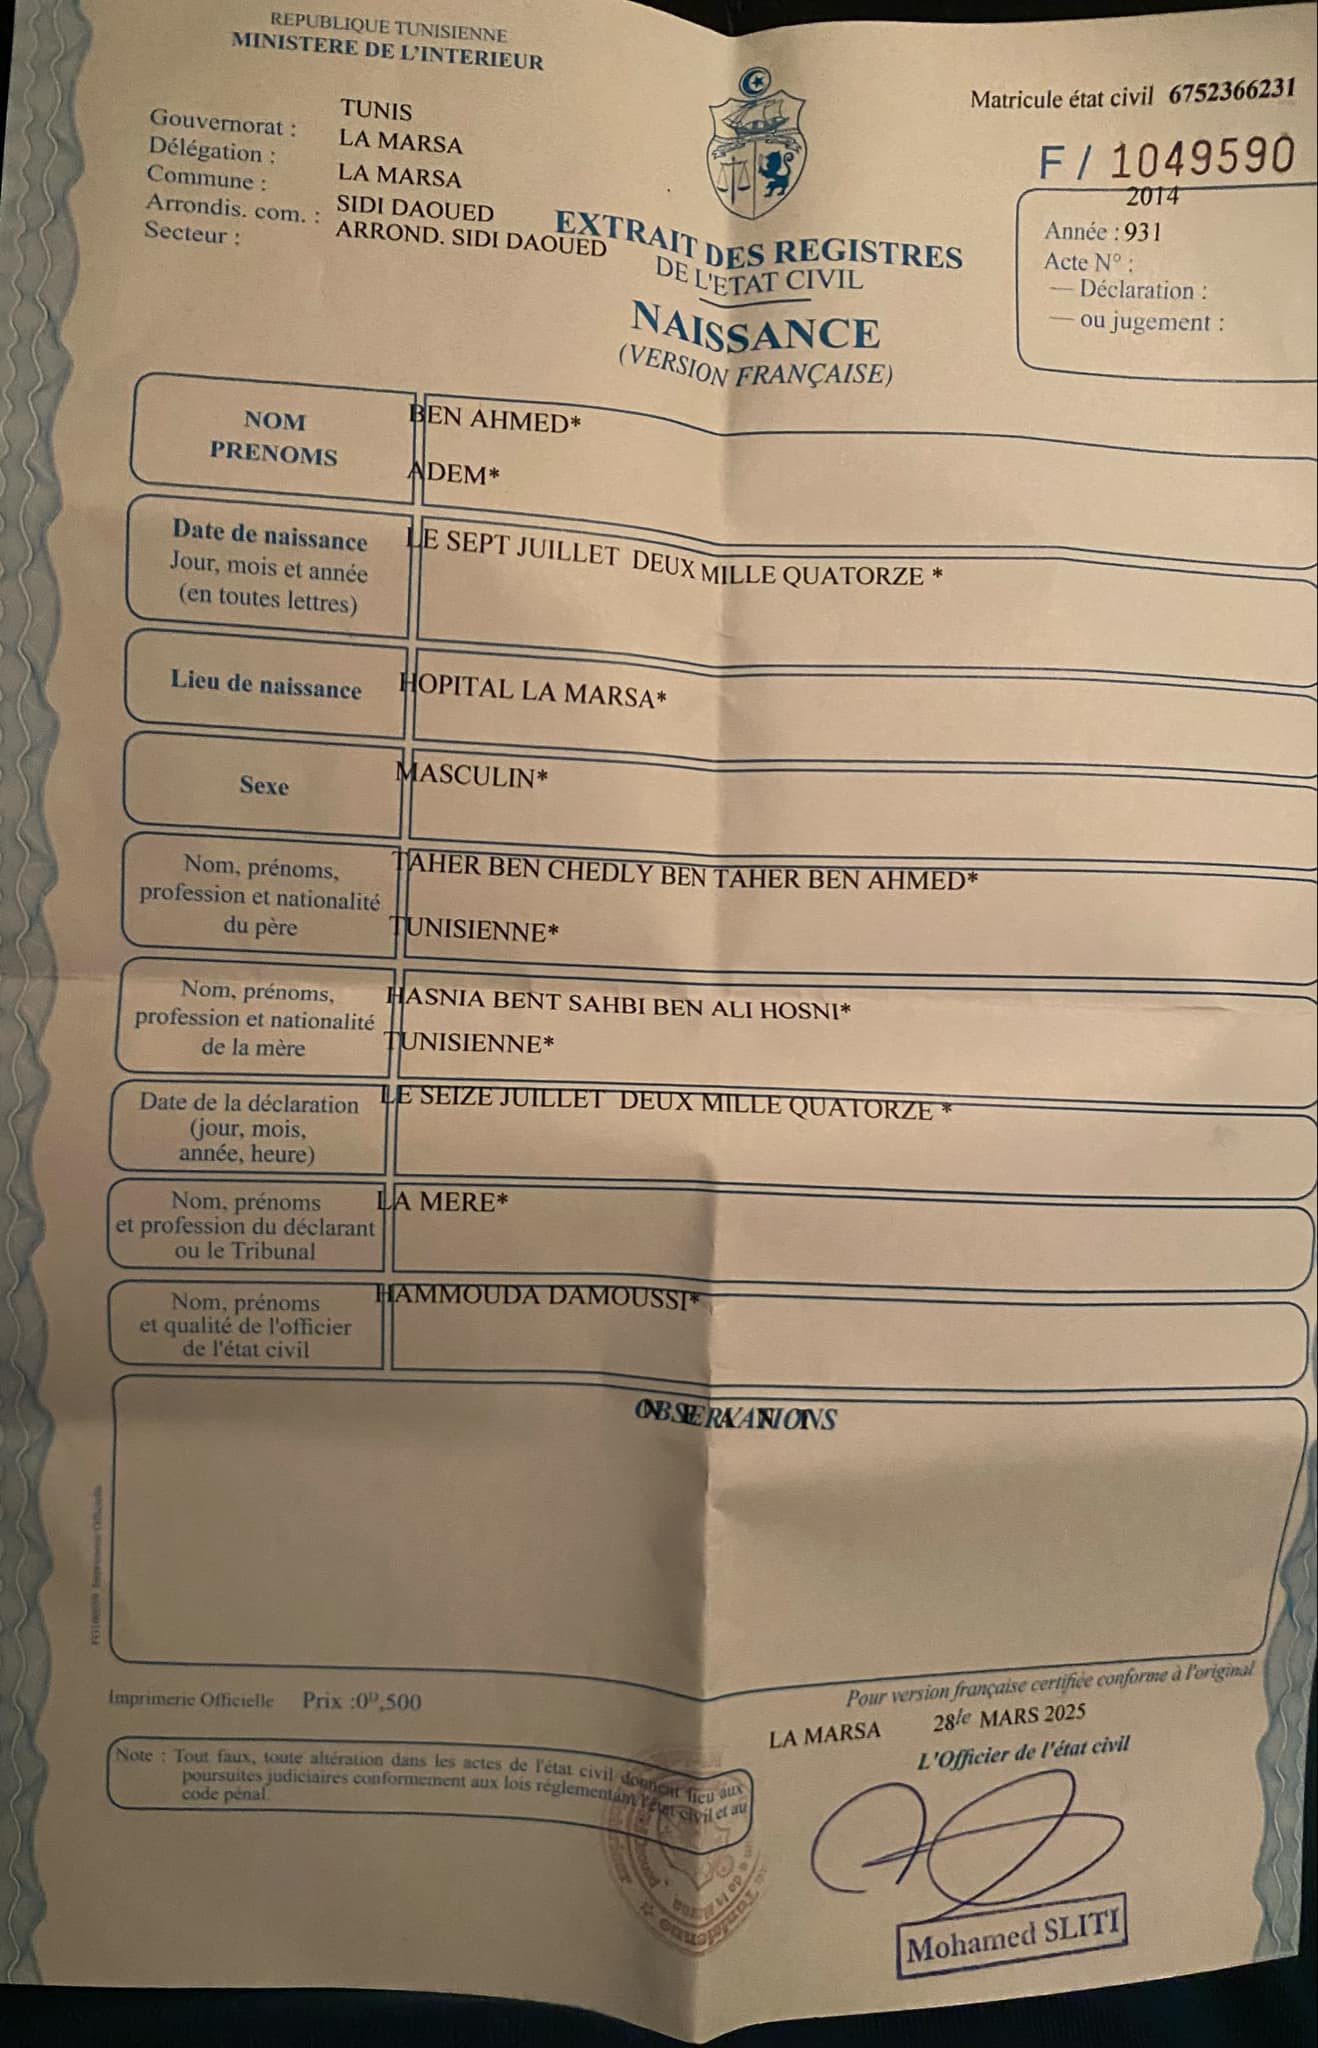 REPUBLIQUE TUNISIENNE
MINISTERE DE L'INTERIEUR
Gouvernorat : TUNIS
Délégation : LA MARSA
Commune : LA MARSA
Arrondis. com. : SIDI DAOUED
Secteur : ARROND. SIDI DAOUED
Matricule état civil 6752366231
F / 1049590
2014
Année : 931
Acte N° :
— Déclaration :
— ou jugement :
EXTRAIT DES REGISTRES
DE L'ETAT CIVIL
NAISSANCE
(VERSION FRANÇAISE)
NOM BEN AHMED*
PRENOMS ADEM*
Date de naissance LE SEPT JUILLET DEUX MILLE QUATORZE *
Jour, mois et année
(en toutes lettres)
Lieu de naissance HOPITAL LA MARSA*
Sexe MASCULIN*
Nom, prénoms, TAHER BEN CHEDLY BEN TAHER BEN AHMED*
profession et nationalité
du père TUNISIENNE*
Nom, prénoms, HASNIA BENT SAHBI BEN ALI HOSNI*
profession et nationalité
de la mère TUNISIENNE*
Date de la déclaration LE SEIZE JUILLET DEUX MILLE QUATORZE *
(jour, mois,
année, heure)
Nom, prénoms LA MERE*
et profession du déclarant
ou le Tribunal
Nom, prénoms HAMMOUDA DAMOUSSI*
et qualité de l'officier
de l'état civil
OBSERVATIONS
NEANT
Imprimerie Officielle Prix :0ᴰ,500
Pour version française certifiée conforme à l'original
LA MARSA 28le MARS 2025
L'Officier de l'état civil
Note : Tout faux, toute altération dans les actes de l'état civil donnent lieu aux
poursuites judiciaires conformement aux lois réglementant l'état civil et au
code pénal.
Mohamed SLITI